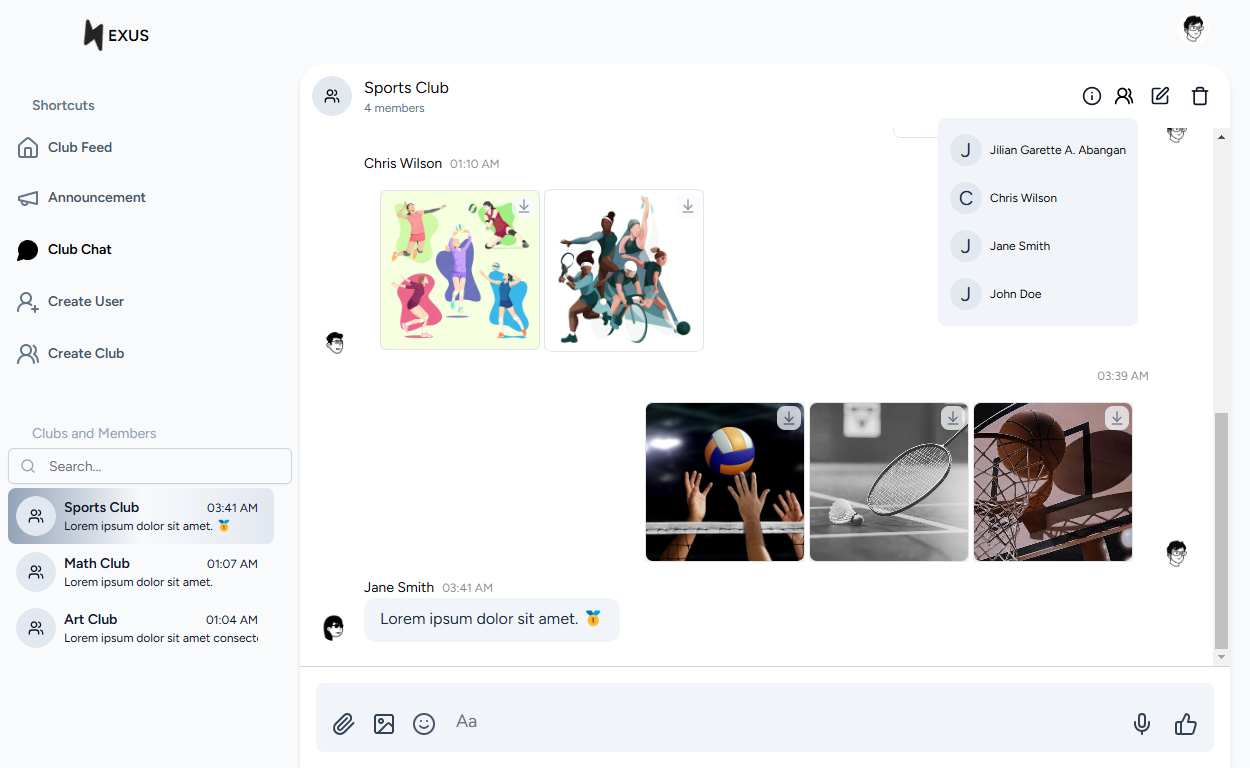 EXUS
Shortcuts
Club Feed
Announcement
Club Chat
Create User
Create Club
Clubs and Members
Search...
Sports Club 03:41 AM
Lorem ipsum dolor sit amet. 🏅
Math Club 01:07 AM
Lorem ipsum dolor sit amet.
Art Club 01:04 AM
Lorem ipsum dolor sit amet consect
Sports Club
4 members
J Jilian Garette A. Abangan
C Chris Wilson
J Jane Smith
J John Doe
Chris Wilson 01:10 AM
03:39 AM
Jane Smith 03:41 AM
Lorem ipsum dolor sit amet. 🏅
Aa